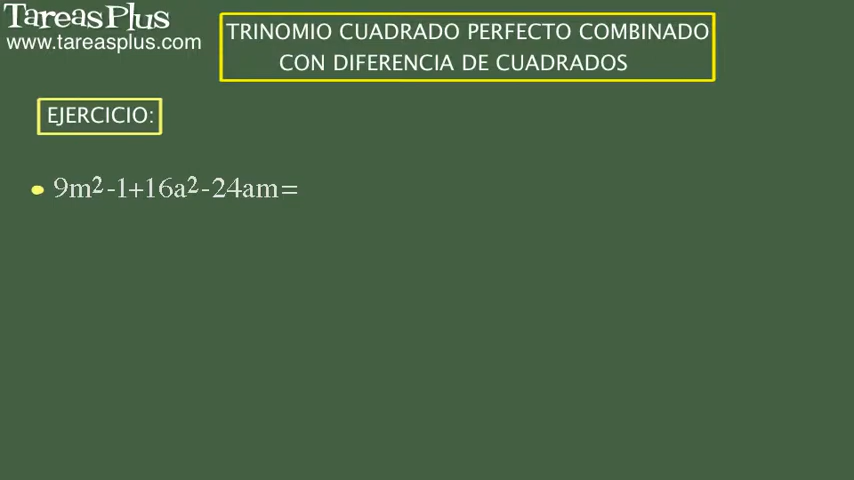 TareasPlus
www.tareasplus.com
TRINOMIO CUADRADO PERFECTO COMBINADO
CON DIFERENCIA DE CUADRADOS
EJERCICIO:
• 9m²-1+16a²-24am=